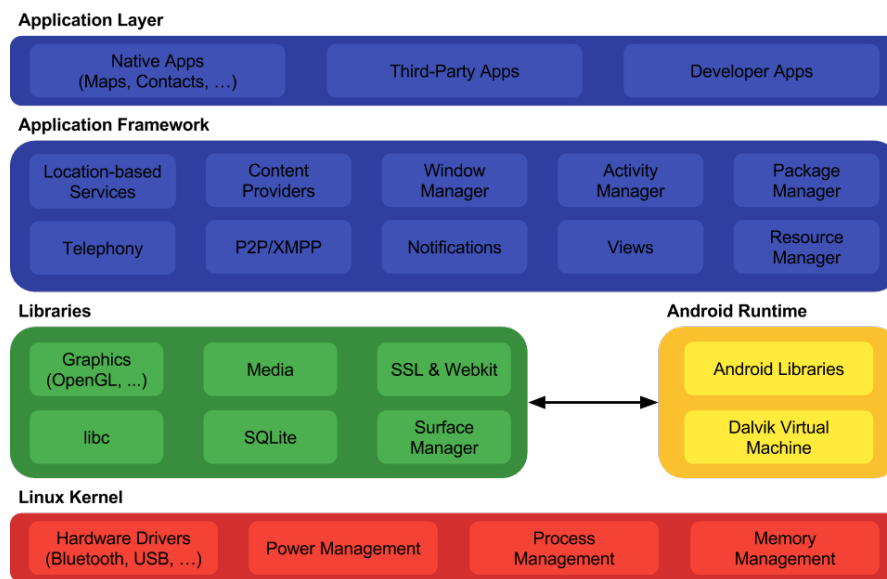 Application Layer
Native Apps
(Maps, Contacts, …)
Third-Party Apps
Developer Apps
Application Framework
Location-based
Services
Content
Providers
Window
Manager
Activity
Manager
Package
Manager
Telephony
P2P/XMPP
Notifications
Views
Resource
Manager
Libraries
Android Runtime
Graphics
(OpenGL, ...)
Media
SSL & Webkit
Android Libraries
libc
SQLite
Surface
Manager
Dalvik Virtual
Machine
Linux Kernel
Hardware Drivers
(Bluetooth, USB, …)
Power Management
Process
Management
Memory
Management